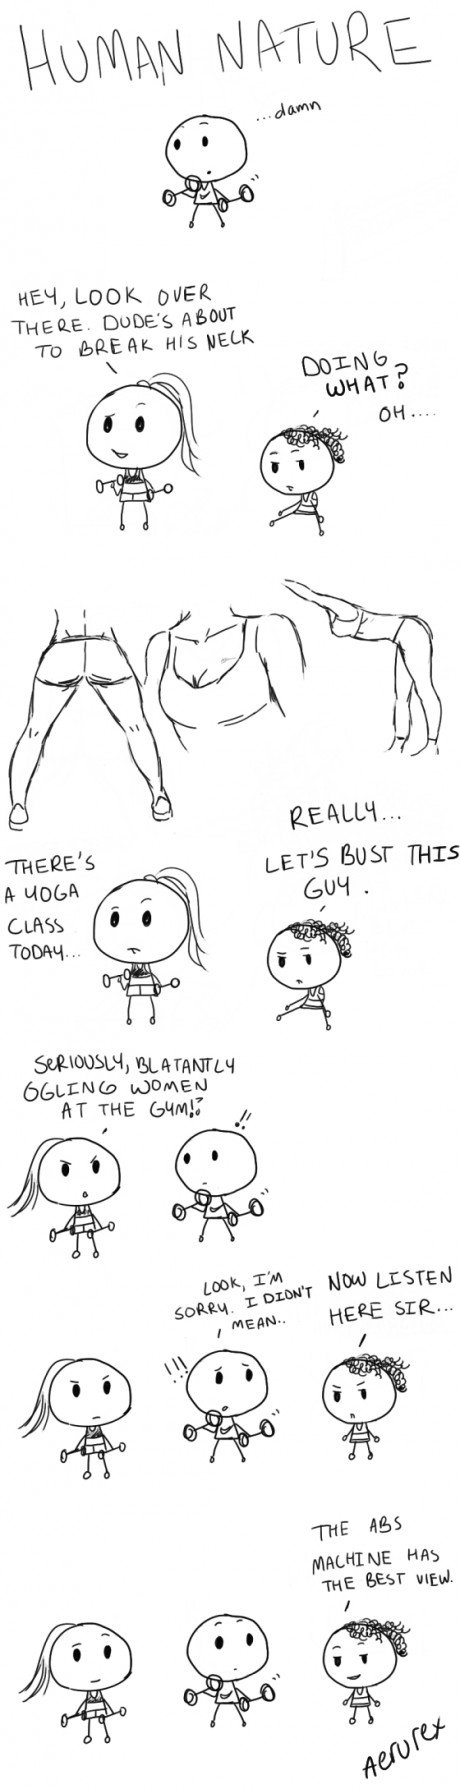 HUMAN NATURE
...damn
HEY, LOOK OVER
THERE. DUDE'S ABOUT
TO BREAK HIS NECK
DOING
WHAT?
OH....
REALLY...
LET'S BUST THIS
GUY.
THERE'S
A YOGA
CLASS
TODAY...
SERIOUSLY, BLATANTLY
OGLING WOMEN
AT THE GYM!?
!!
LOOK, I'M
SORRY. I DIDN'T
MEAN..
!!!
NOW LISTEN
HERE SIR...
THE ABS
MACHINE HAS
THE BEST VIEW.
Aerurex